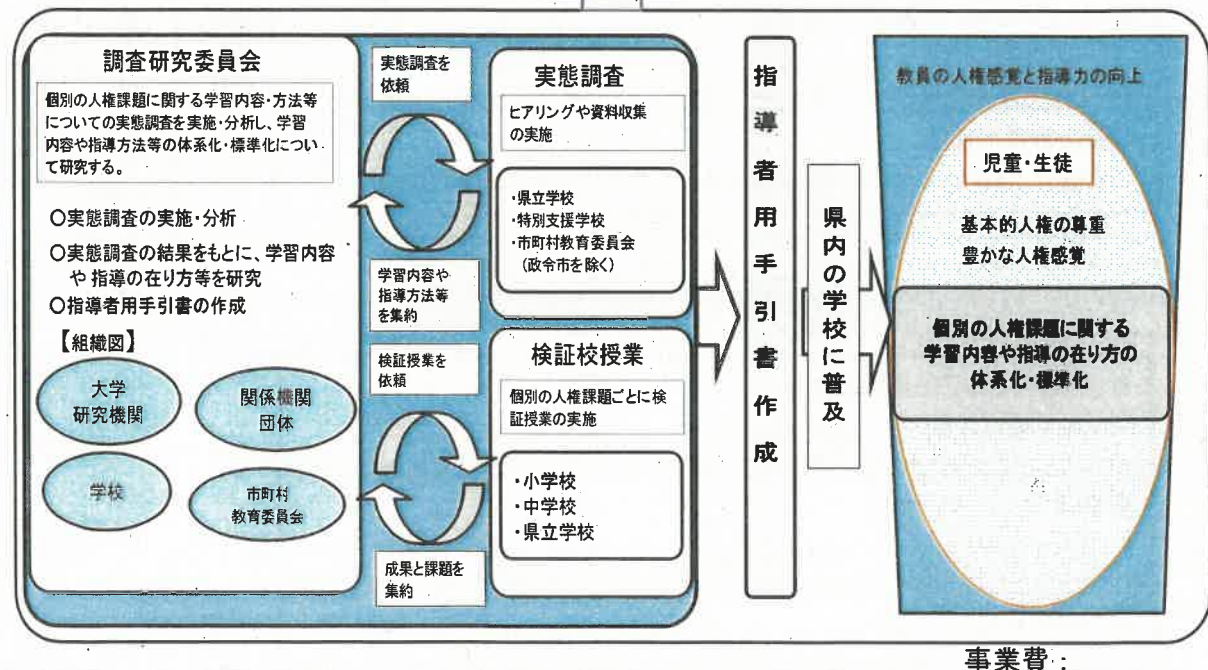 調査研究委員会
個別の人権課題に関する学習内容・方法等
についての実態調査を実施・分析し、学習
内容や指導方法等の体系化・標準化につい
て研究する。
○実態調査の実施・分析
○実態調査の結果をもとに、学習内容
や指導の在り方等を研究
○指導者用手引書の作成
【組織図】
大学
研究機関
関係機関
団体
学校
市町村
教育委員会
実態調査を
依頼
学習内容や
指導方法等
を集約
検証授業を
依頼
成果と課題を
集約
実態調査
ヒアリングや資料収集
の実施
・県立学校
・特別支援学校
・市町村教育委員会
(政令市を除く)
検証校授業
個別の人権課題ごとに検
証授業の実施
・小学校
・中学校
・県立学校
指導者用手引書作成
県内の学校に普及
教員の人権感覚と指導力の向上
児童・生徒
基本的人権の尊重
豊かな人権感覚
個別の人権課題に関する
学習内容や指導の在り方の
体系化・標準化
事業費: